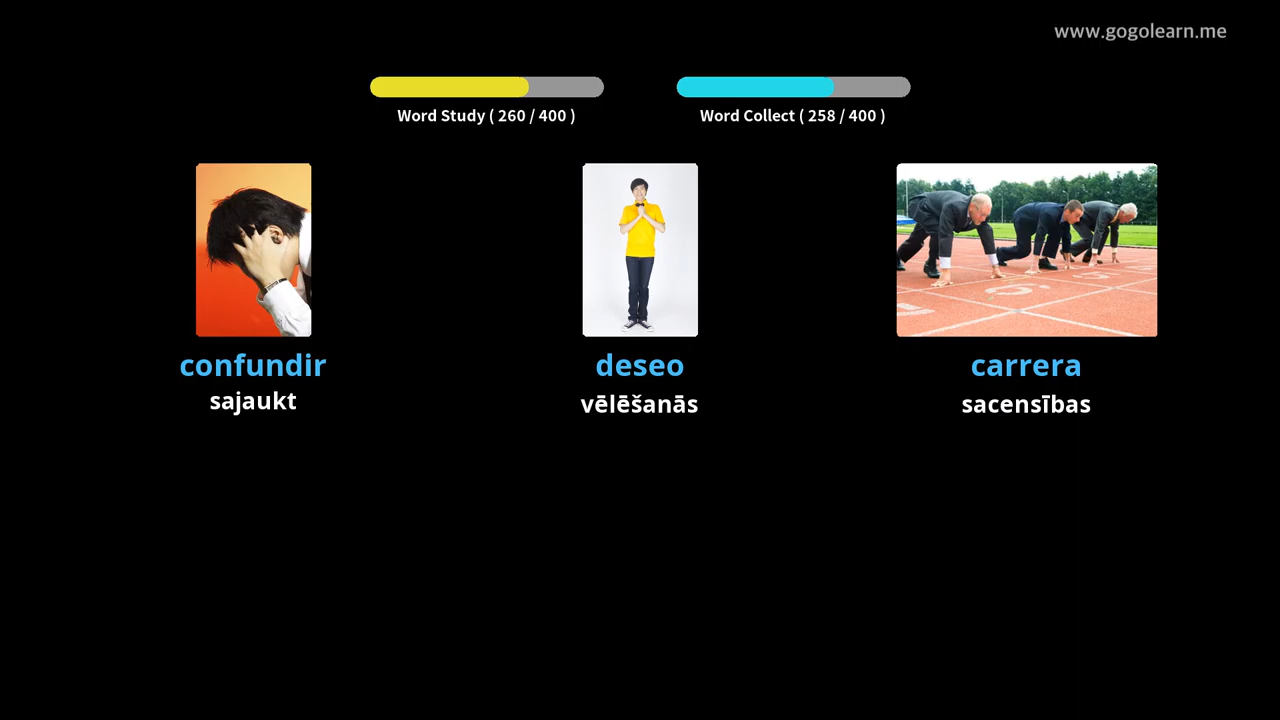 www.gogolearn.me
Word Study ( 260 / 400 )
Word Collect ( 258 / 400 )
confundir
sajaukt
deseo
vēlēšanās
carrera
sacensības